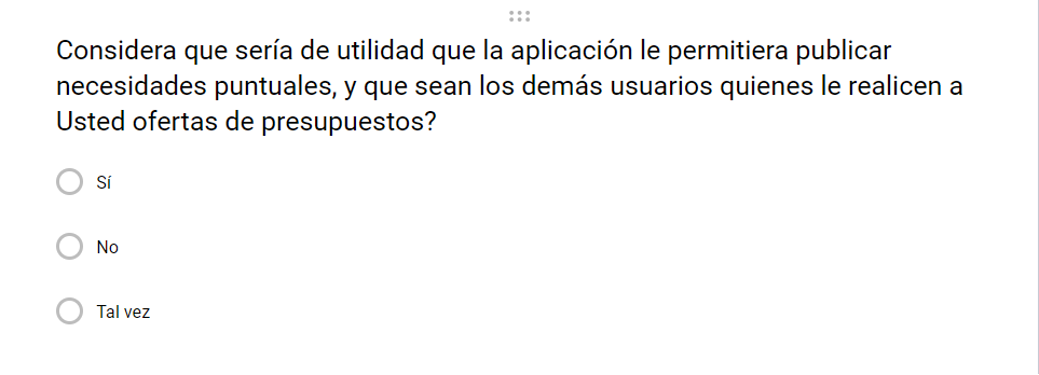 Considera que sería de utilidad que la aplicación le permitiera publicar
necesidades puntuales, y que sean los demás usuarios quienes le realicen a
Usted ofertas de presupuestos?
Sí
No
Tal vez